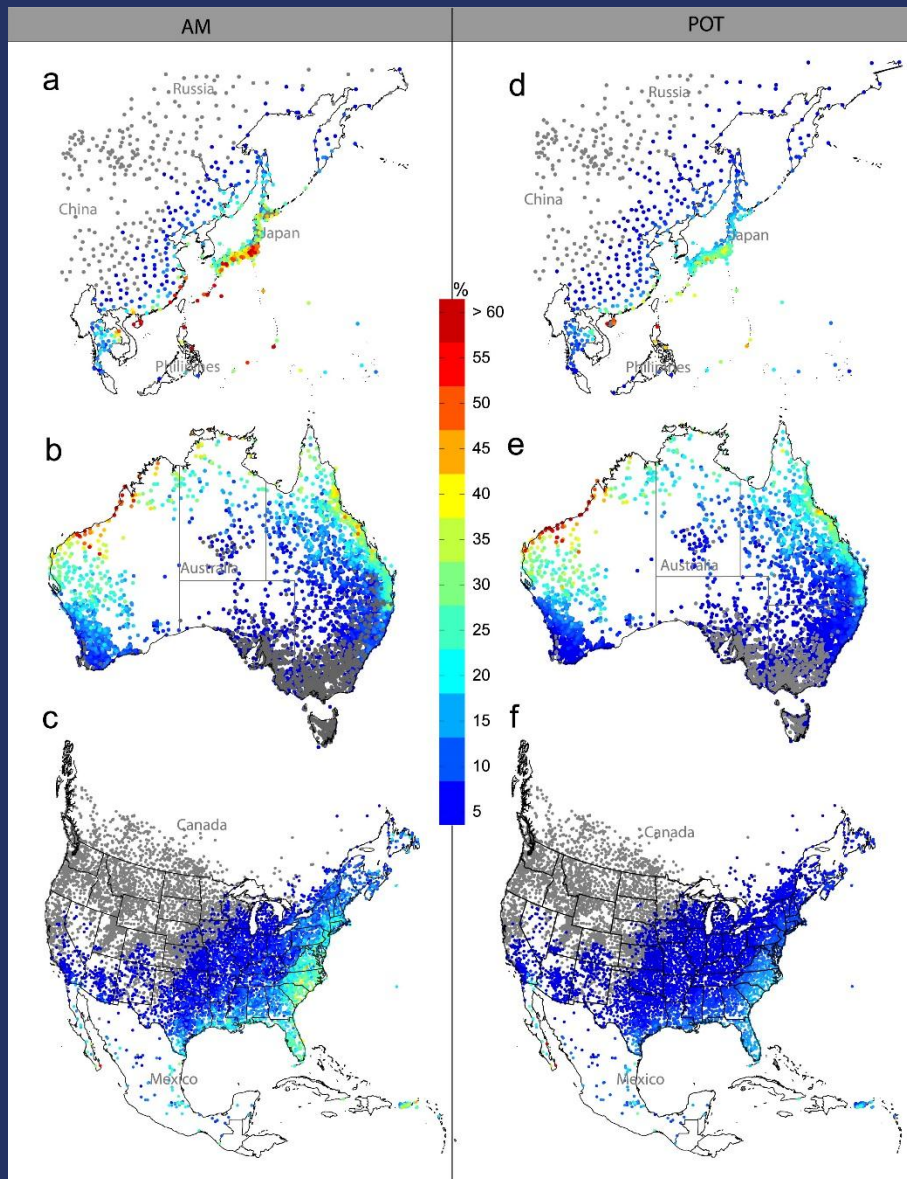 AM
POT
a
Russia
China
Japan
Philippines
d
Russia
China
Japan
Philippines
%
> 60
55
50
45
40
35
30
25
20
15
10
5
b
Australia
e
Australia
c
Canada
Mexico
f
Canada
Mexico